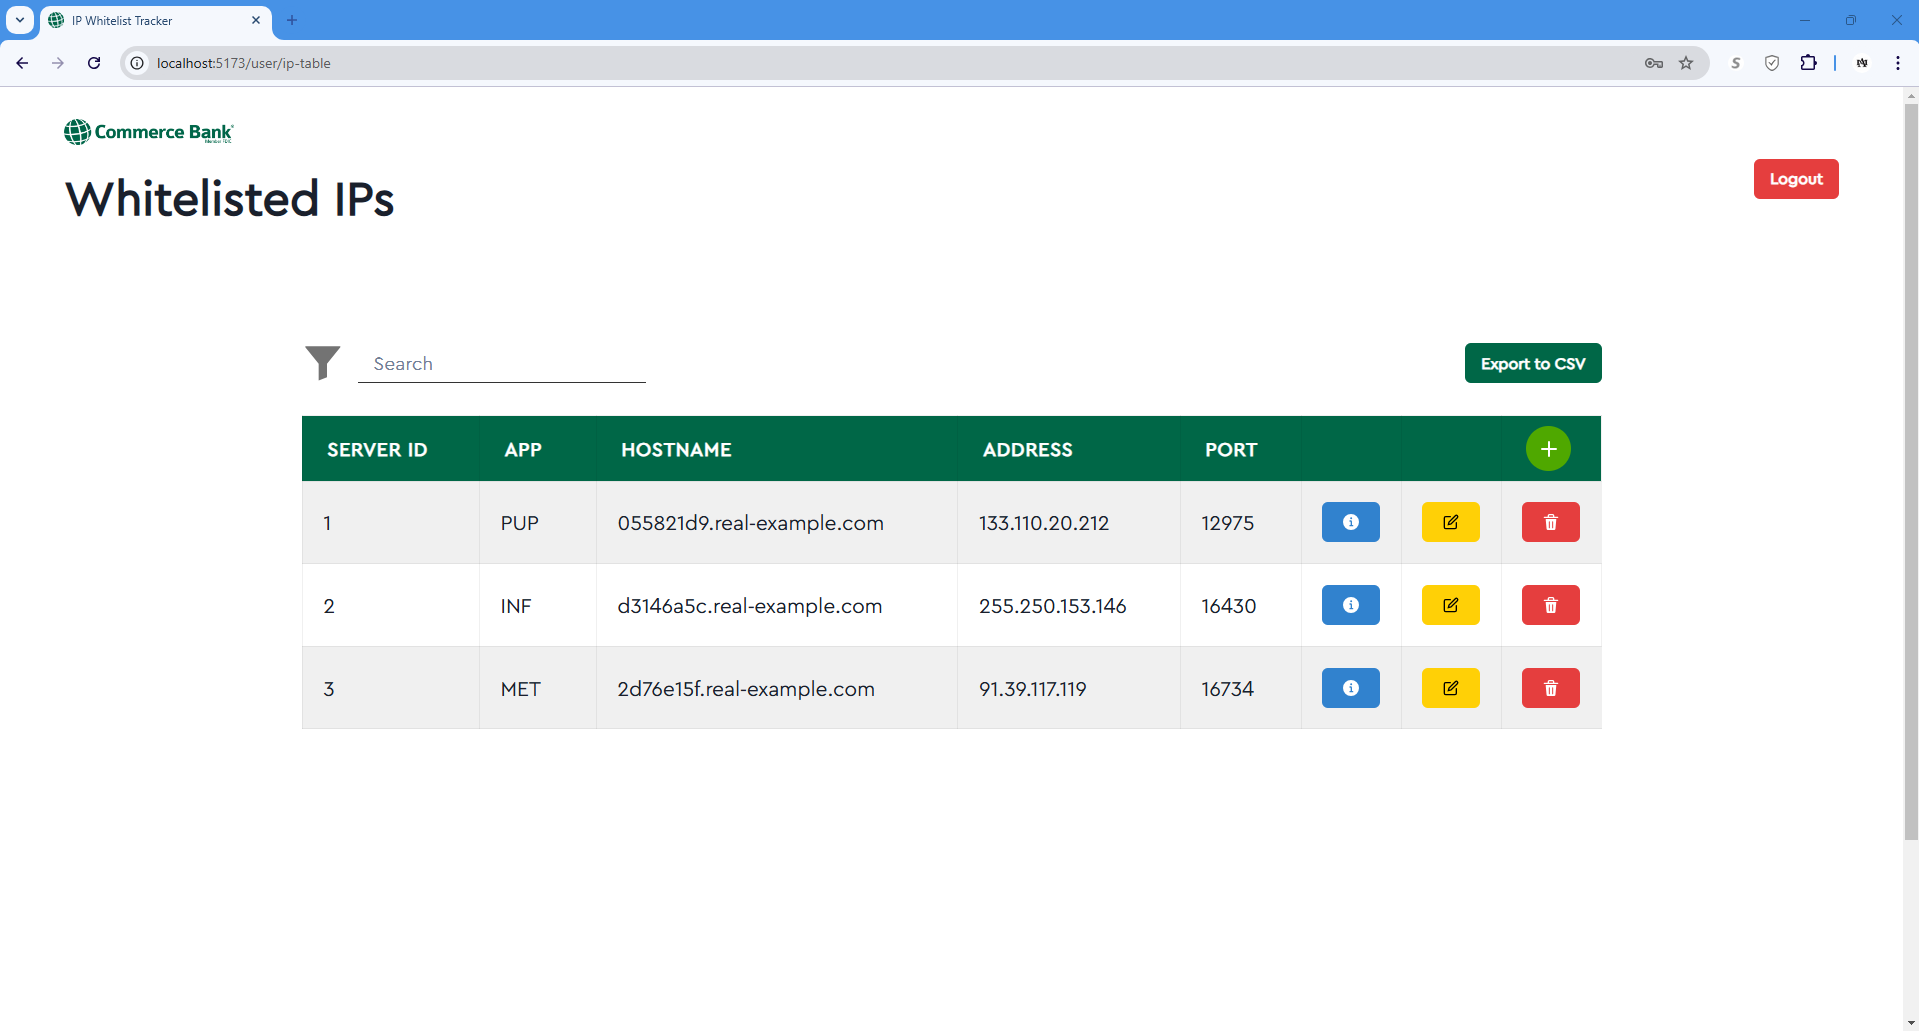 IP Whitelist Tracker
localhost:5173/user/ip-table
Commerce Bank
Member FDIC
Whitelisted IPs
Logout
Search
Export to CSV
SERVER ID APP HOSTNAME ADDRESS PORT
1 PUP 055821d9.real-example.com 133.110.20.212 12975
2 INF d3146a5c.real-example.com 255.250.153.146 16430
3 MET 2d76e15f.real-example.com 91.39.117.119 16734